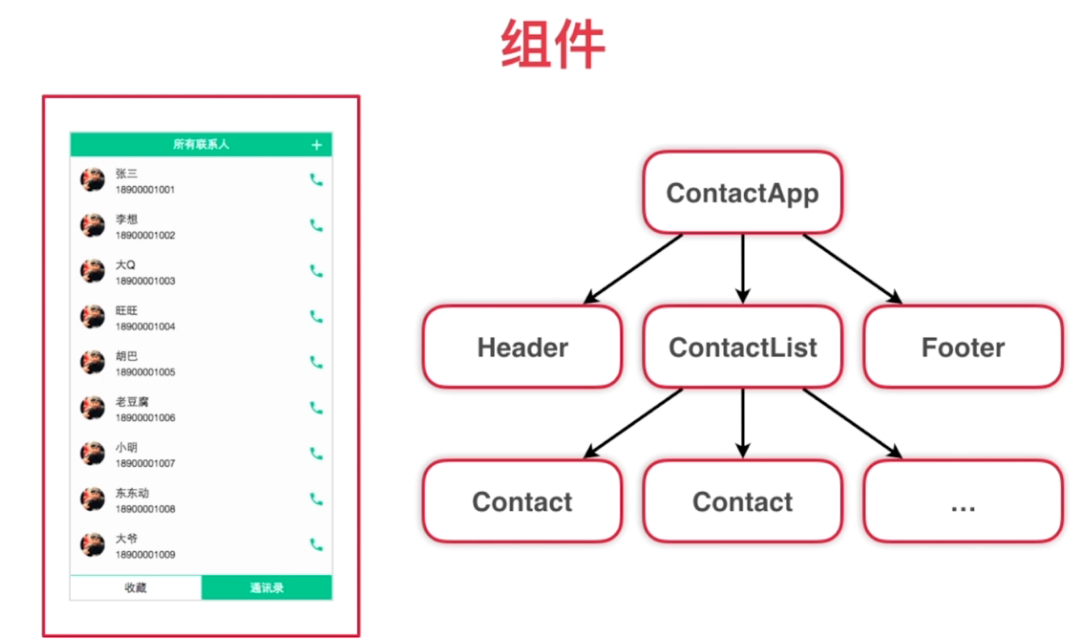 组件
所有联系人 +
张三
18900001001
李想
18900001002
大Q
18900001003
旺旺
18900001004
胡巴
18900001005
老豆腐
18900001006
小明
18900001007
东东动
18900001008
大爷
18900001009
收藏 通讯录
ContactApp
Header ContactList Footer
Contact Contact ...